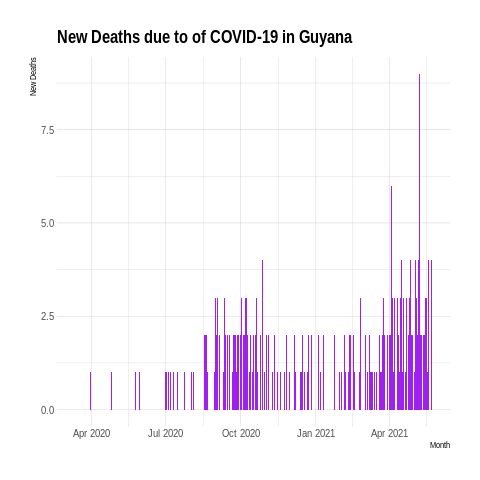 New Deaths due to of COVID-19 in Guyana
New Deaths
7.5
5.0
2.5
0.0
Apr 2020 Jul 2020 Oct 2020 Jan 2021 Apr 2021
Month